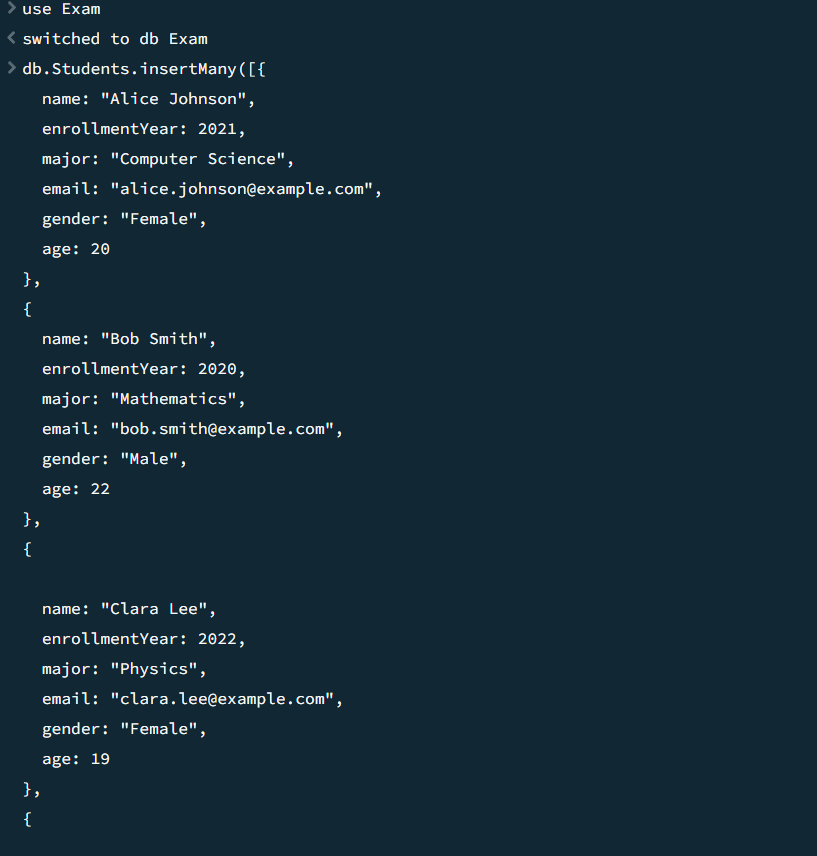 use Exam
switched to db Exam
db.Students.insertMany([{
name: "Alice Johnson",
enrollmentYear: 2021,
major: "Computer Science",
email: "alice.johnson@example.com",
gender: "Female",
age: 20
},
{
name: "Bob Smith",
enrollmentYear: 2020,
major: "Mathematics",
email: "bob.smith@example.com",
gender: "Male",
age: 22
},
{
name: "Clara Lee",
enrollmentYear: 2022,
major: "Physics",
email: "clara.lee@example.com",
gender: "Female",
age: 19
},
{